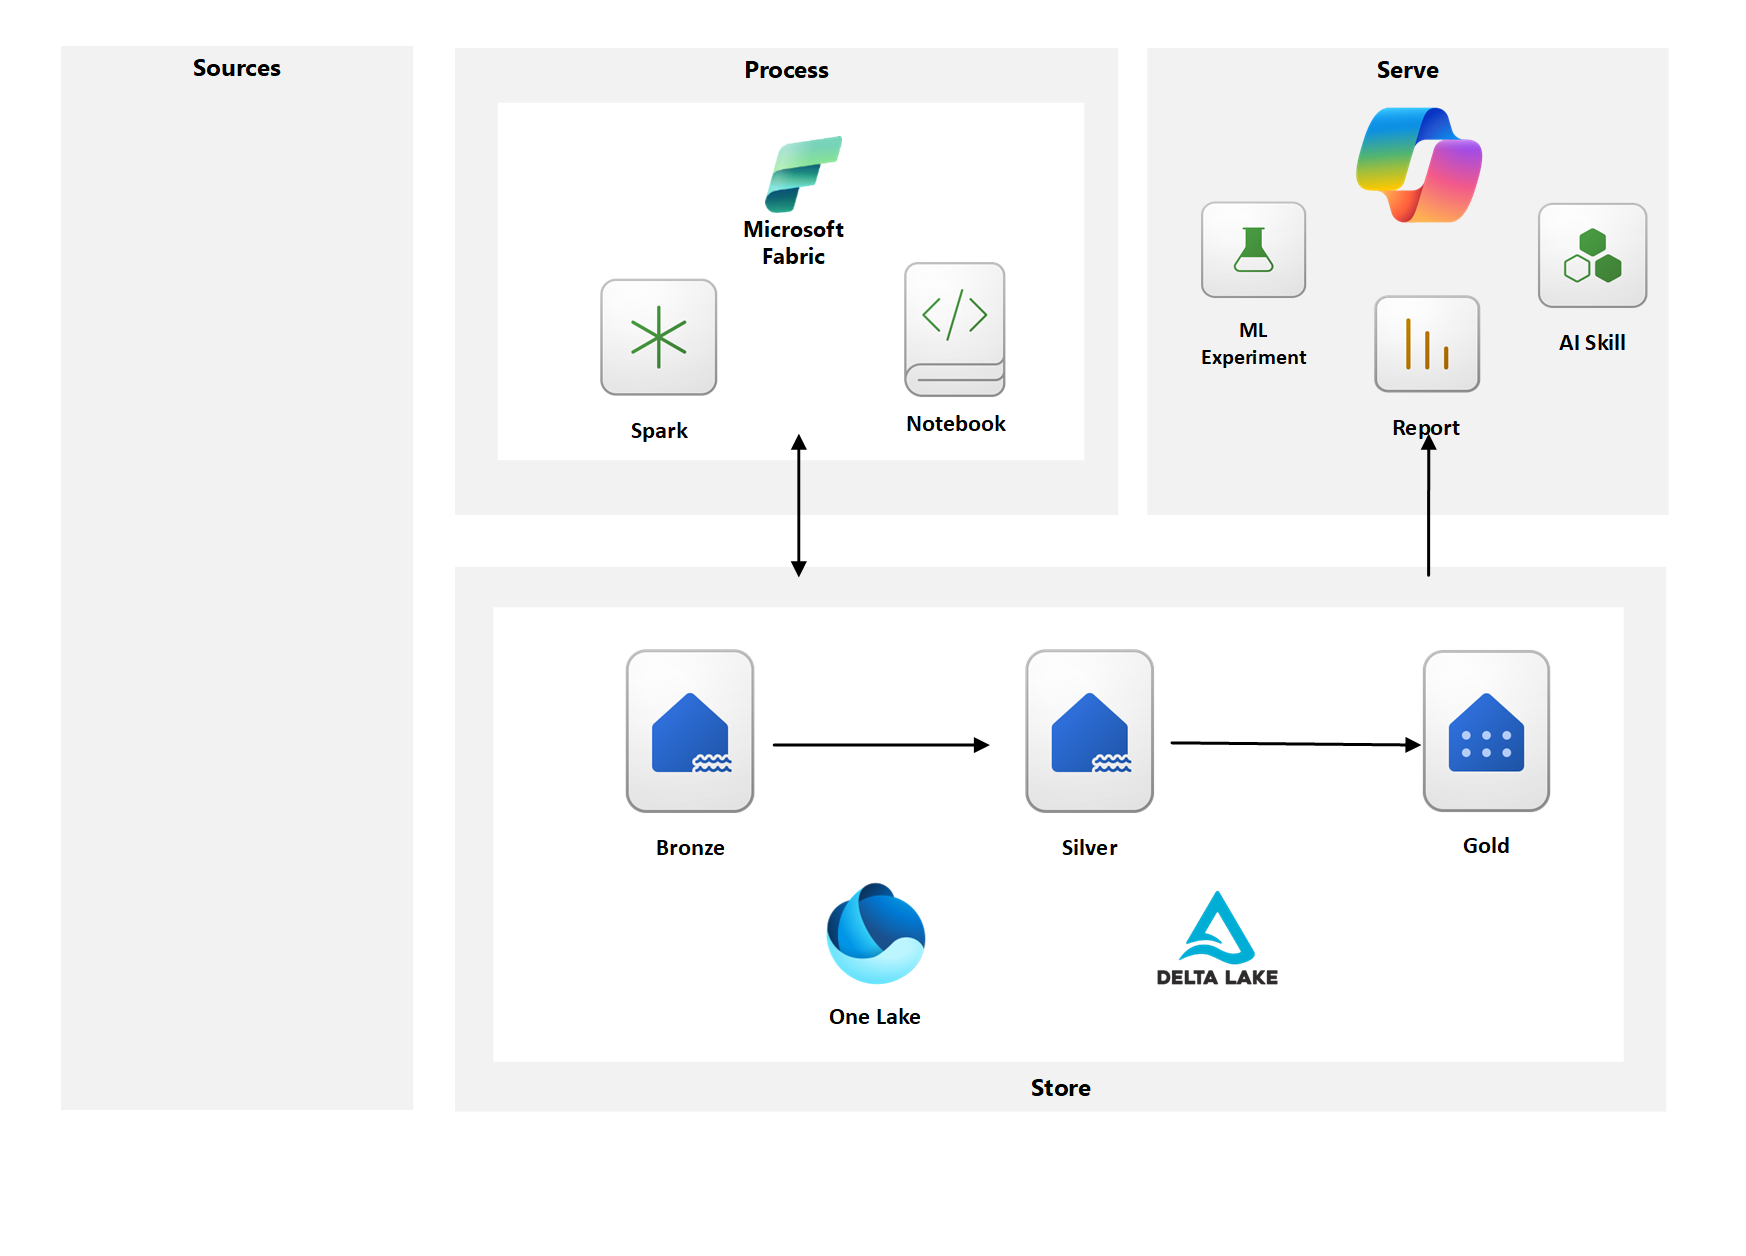 Sources
Process
Serve
Microsoft
Fabric
Spark
Notebook
ML
Experiment
AI Skill
Report
Bronze
Silver
Gold
One Lake
DELTA LAKE
Store